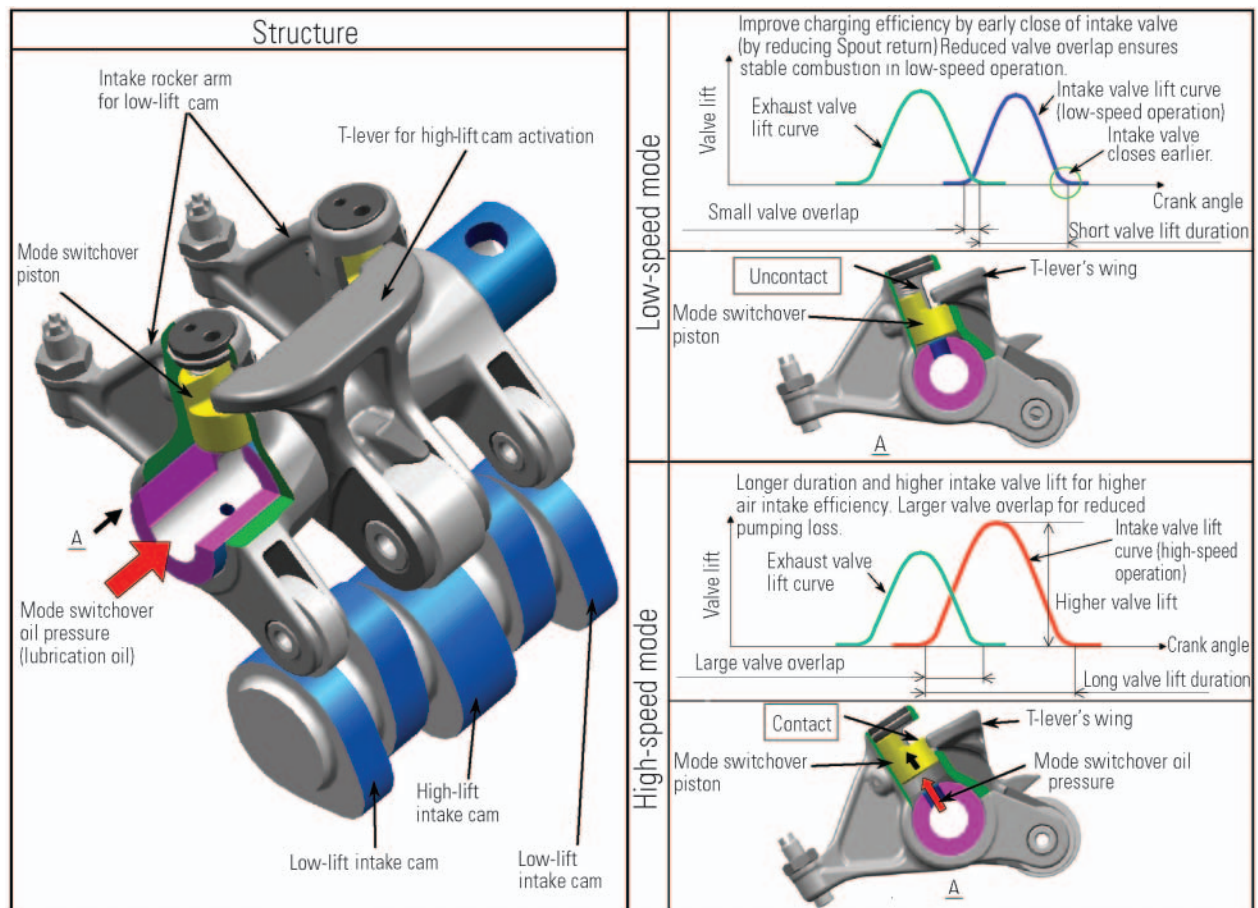 Structure
Intake rocker arm
for low-lift cam
T-lever for high-lift cam activation
Mode switchover
piston
A
Mode switchover
oil pressure
(lubrication oil)
High-lift
intake cam
Low-lift intake cam
Low-lift
intake cam
Low-speed mode
Improve charging efficiency by early close of intake valve
(by reducing Spout return) Reduced valve overlap ensures
stable combustion in low-speed operation.
Valve lift
Exhaust valve
lift curve
Intake valve lift curve
(low-speed operation)
Intake valve
closes earlier.
Crank angle
Small valve overlap
Short valve lift duration
Uncontact
T-lever's wing
Mode switchover
piston
A
High-speed mode
Longer duration and higher intake valve lift for higher
air intake efficiency. Larger valve overlap for reduced
pumping loss.
Valve lift
Exhaust valve
lift curve
Intake valve lift
curve (high-speed
operation)
Higher valve lift
Crank angle
Large valve overlap
Long valve lift duration
Contact
T-lever's wing
Mode switchover
piston
Mode switchover oil
pressure
A